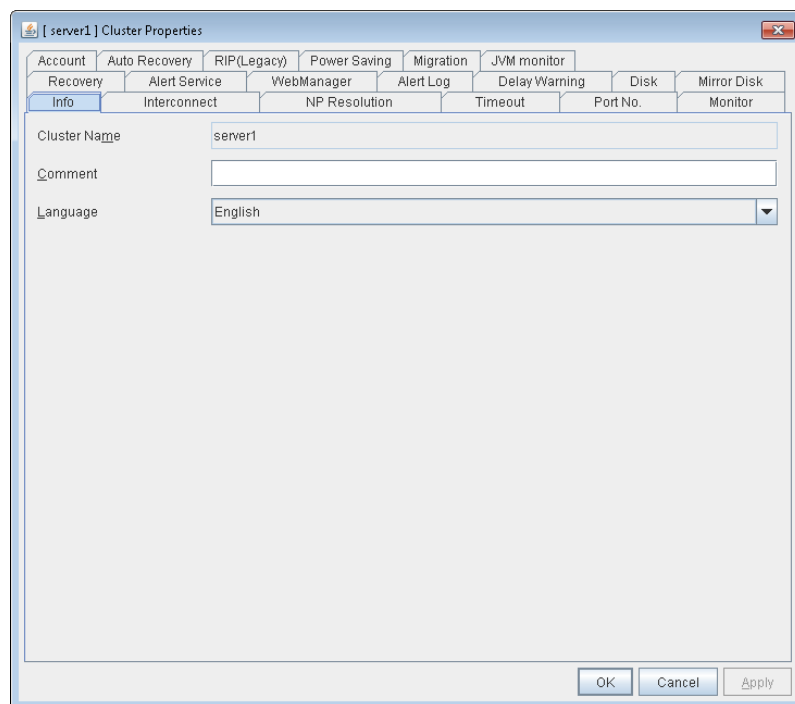 [ server1 ] Cluster Properties
Account Auto Recovery RIP(Legacy) Power Saving Migration JVM monitor
Recovery Alert Service WebManager Alert Log Delay Warning Disk Mirror Disk
Info Interconnect NP Resolution Timeout Port No. Monitor
Cluster Name server1
Comment
Language English
OK Cancel Apply